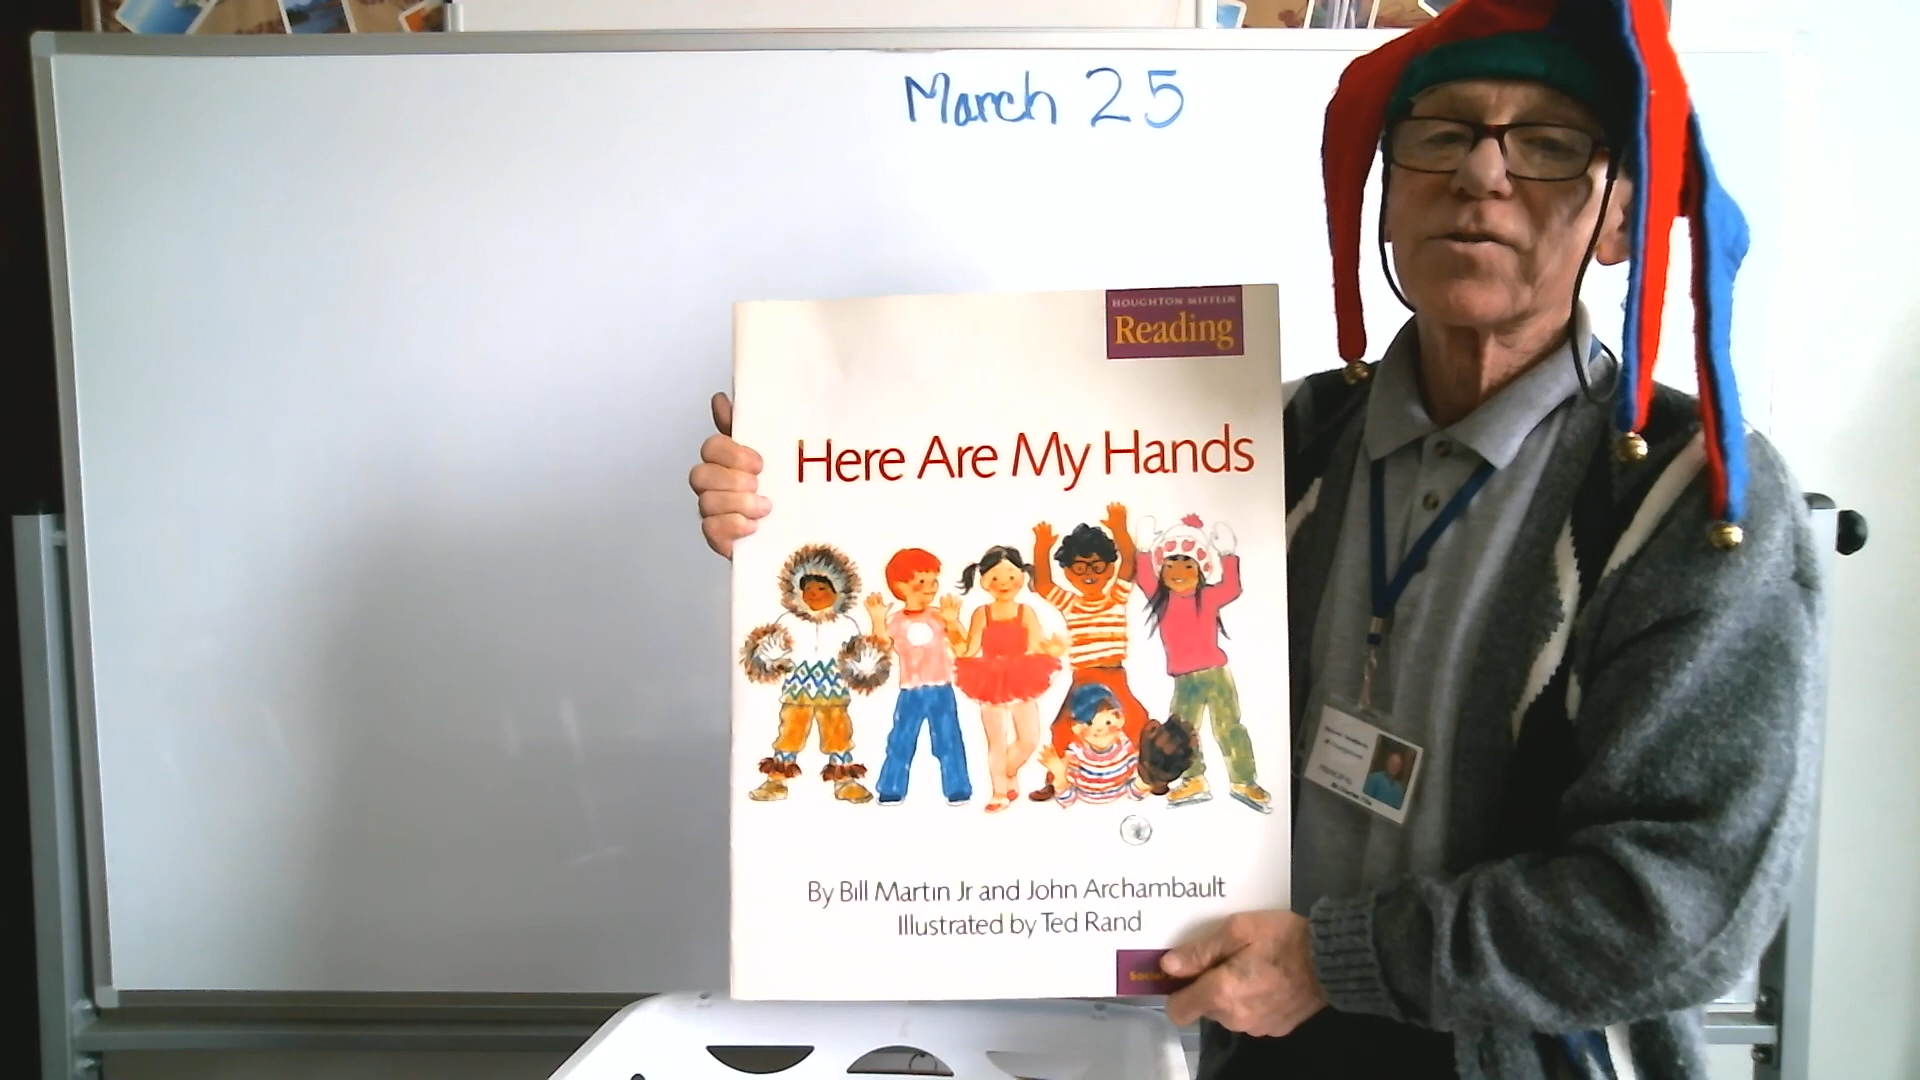 March 25
HOUGHTON MIFFLIN
Reading
Here Are My Hands
By Bill Martin Jr and John Archambault
Illustrated by Ted Rand